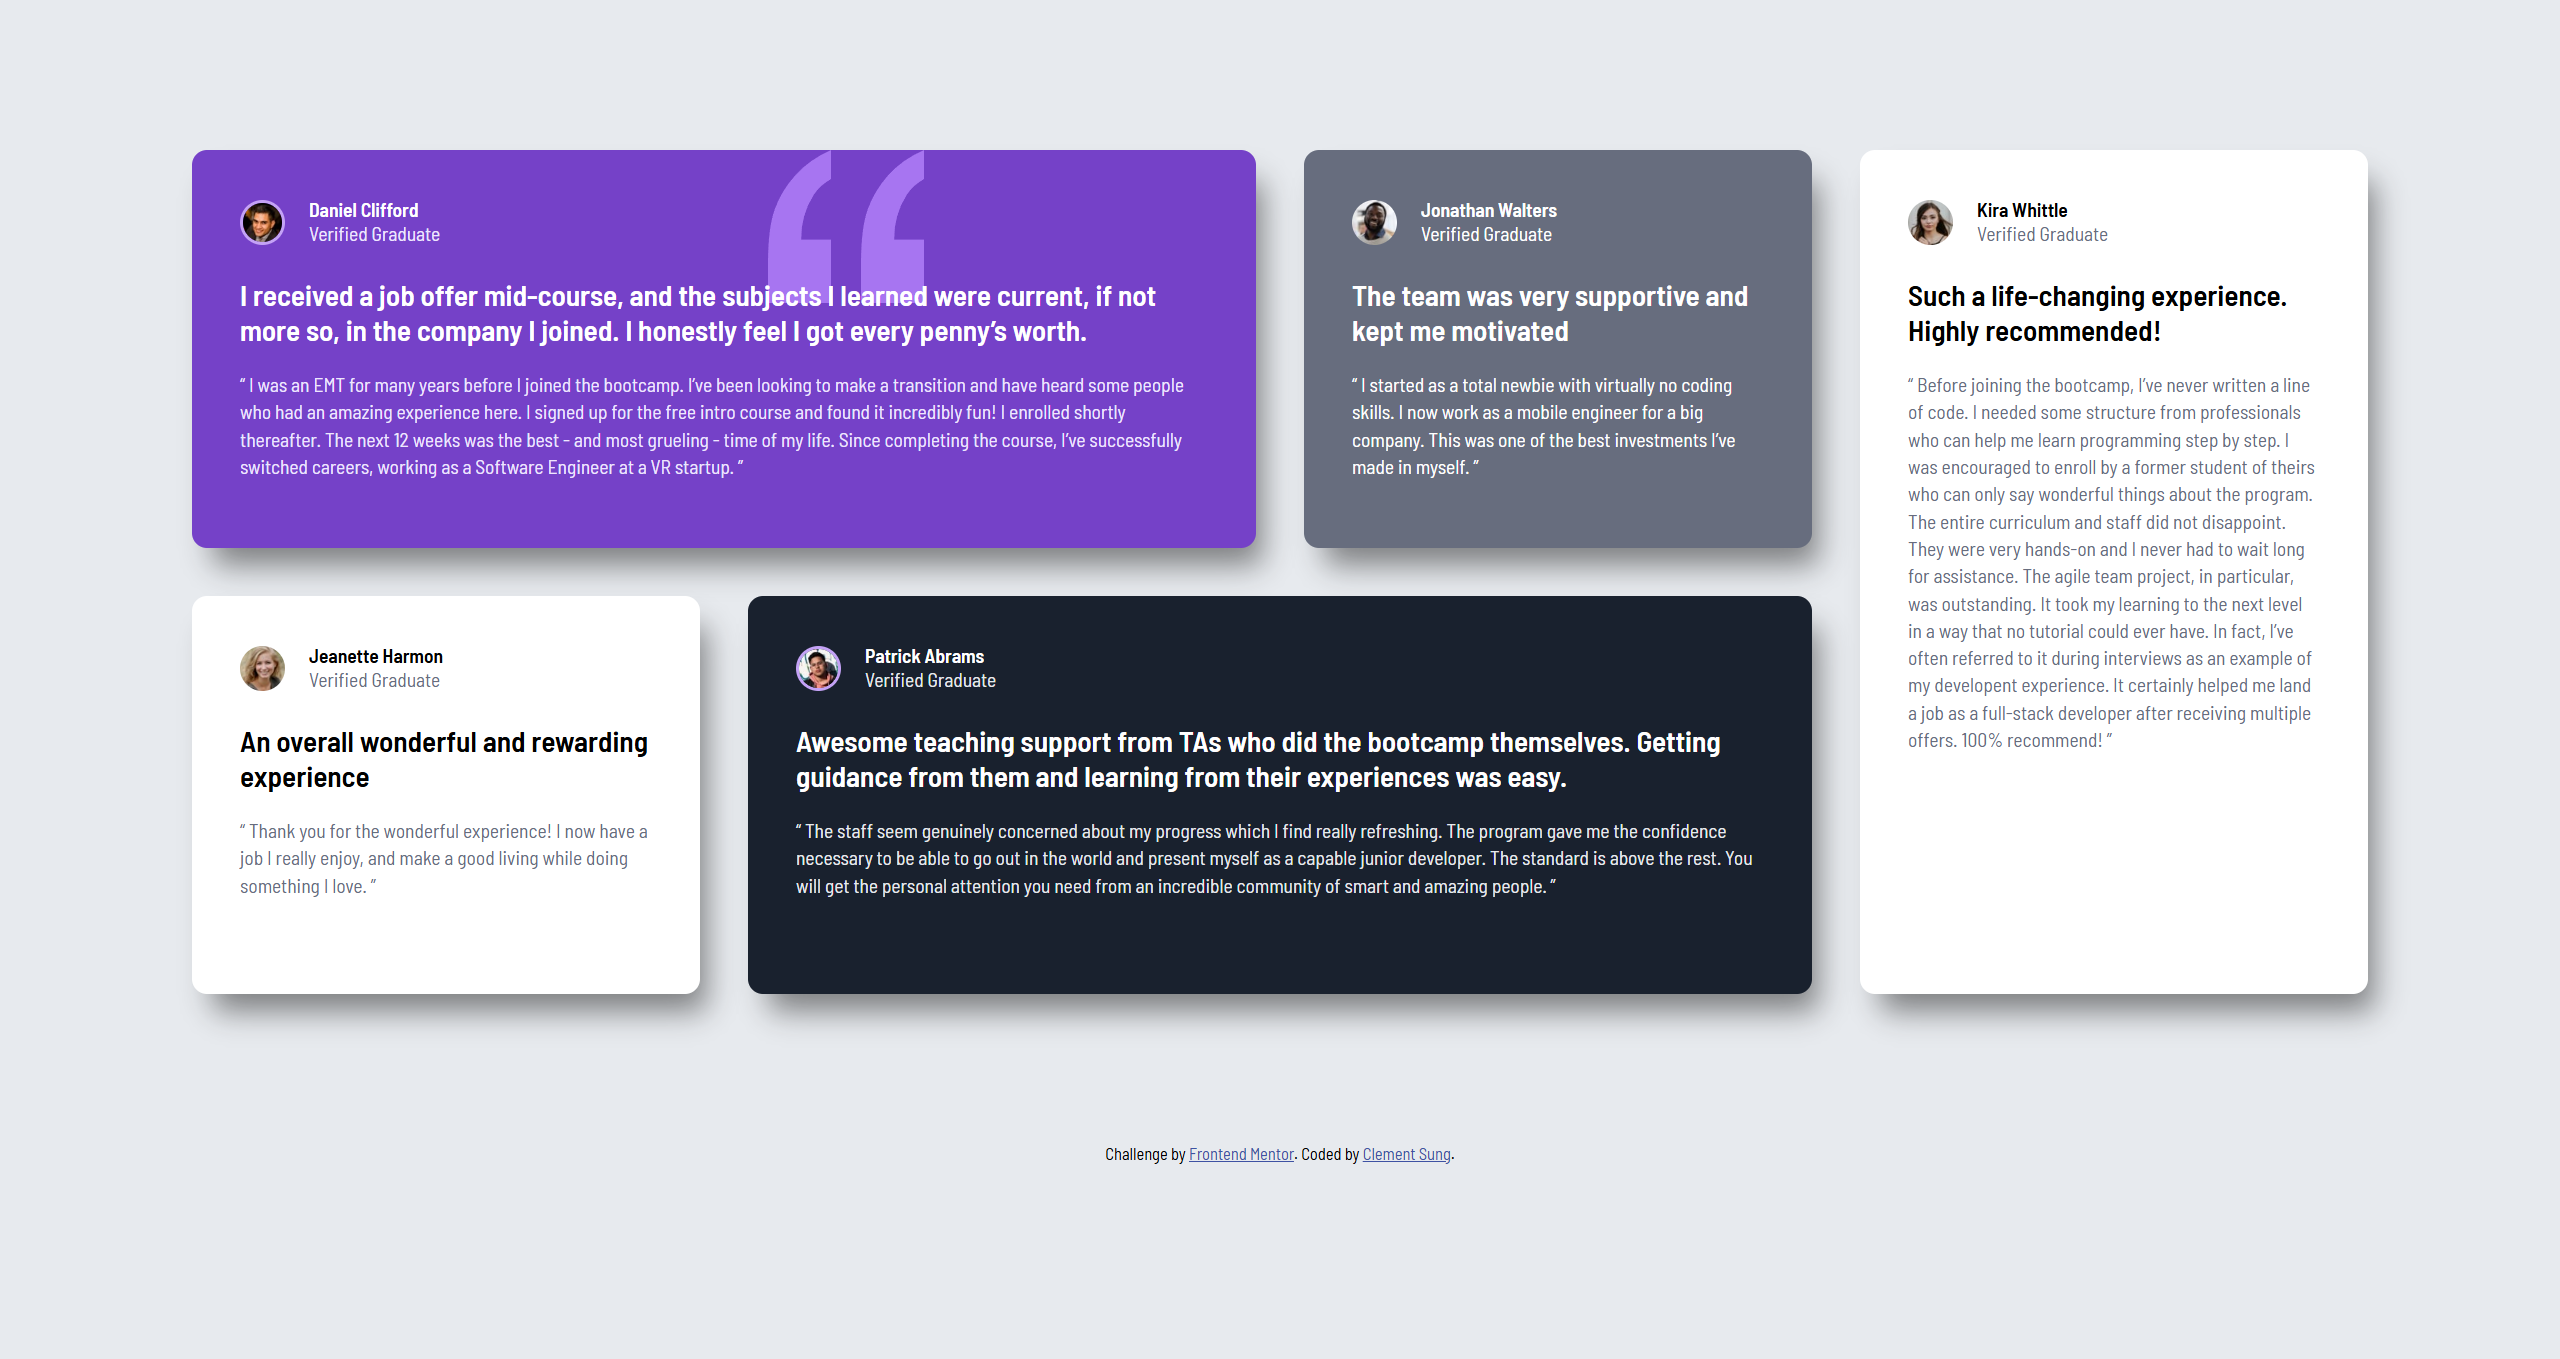 Daniel Clifford
Verified Graduate
I received a job offer mid-course, and the subjects I learned were current, if not
more so, in the company I joined. I honestly feel I got every penny’s worth.
“ I was an EMT for many years before I joined the bootcamp. I’ve been looking to make a transition and have heard some people
who had an amazing experience here. I signed up for the free intro course and found it incredibly fun! I enrolled shortly
thereafter. The next 12 weeks was the best - and most grueling - time of my life. Since completing the course, I’ve successfully
switched careers, working as a Software Engineer at a VR startup. ”
Jonathan Walters
Verified Graduate
The team was very supportive and
kept me motivated
“ I started as a total newbie with virtually no coding
skills. I now work as a mobile engineer for a big
company. This was one of the best investments I’ve
made in myself. ”
Kira Whittle
Verified Graduate
Such a life-changing experience.
Highly recommended!
“ Before joining the bootcamp, I’ve never written a line
of code. I needed some structure from professionals
who can help me learn programming step by step. I
was encouraged to enroll by a former student of theirs
who can only say wonderful things about the program.
The entire curriculum and staff did not disappoint.
They were very hands-on and I never had to wait long
for assistance. The agile team project, in particular,
was outstanding. It took my learning to the next level
in a way that no tutorial could ever have. In fact, I’ve
often referred to it during interviews as an example of
my developent experience. It certainly helped me land
a job as a full-stack developer after receiving multiple
offers. 100% recommend! ”
Jeanette Harmon
Verified Graduate
An overall wonderful and rewarding
experience
“ Thank you for the wonderful experience! I now have a
job I really enjoy, and make a good living while doing
something I love. ”
Patrick Abrams
Verified Graduate
Awesome teaching support from TAs who did the bootcamp themselves. Getting
guidance from them and learning from their experiences was easy.
“ The staff seem genuinely concerned about my progress which I find really refreshing. The program gave me the confidence
necessary to be able to go out in the world and present myself as a capable junior developer. The standard is above the rest. You
will get the personal attention you need from an incredible community of smart and amazing people. ”
Challenge by Frontend Mentor. Coded by Clement Sung.